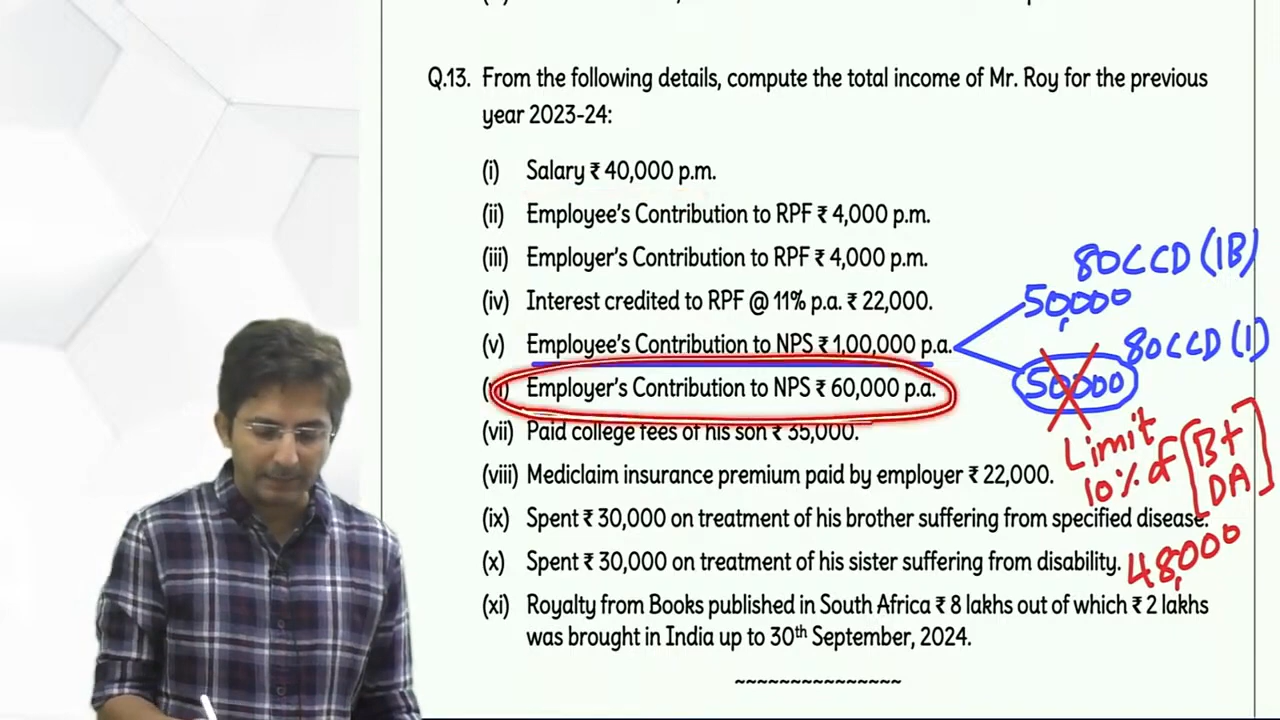 Q.13. From the following details, compute the total income of Mr. Roy for the previous
year 2023-24:
(i) Salary ₹ 40,000 p.m.
(ii) Employee's Contribution to RPF ₹ 4,000 p.m.
(iii) Employer's Contribution to RPF ₹ 4,000 p.m.
80CCD (1B)
(iv) Interest credited to RPF @ 11% p.a. ₹ 22,000.
50,000
(v) Employee's Contribution to NPS ₹ 1,00,000 p.a.
80CCD (1)
Employer's Contribution to NPS ₹ 60,000 p.a.
50000
(vii) Paid college fees of his son ₹ 35,000.
Limit
10% of [B+
DA]
(viii) Mediclaim insurance premium paid by employer ₹ 22,000.
(ix) Spent ₹ 30,000 on treatment of his brother suffering from specified disease.
(x) Spent ₹ 30,000 on treatment of his sister suffering from disability.
48,000
(xi) Royalty from Books published in South Africa ₹ 8 lakhs out of which ₹ 2 lakhs
was brought in India up to 30th September, 2024.
~~~~~~~~~~~~~~~